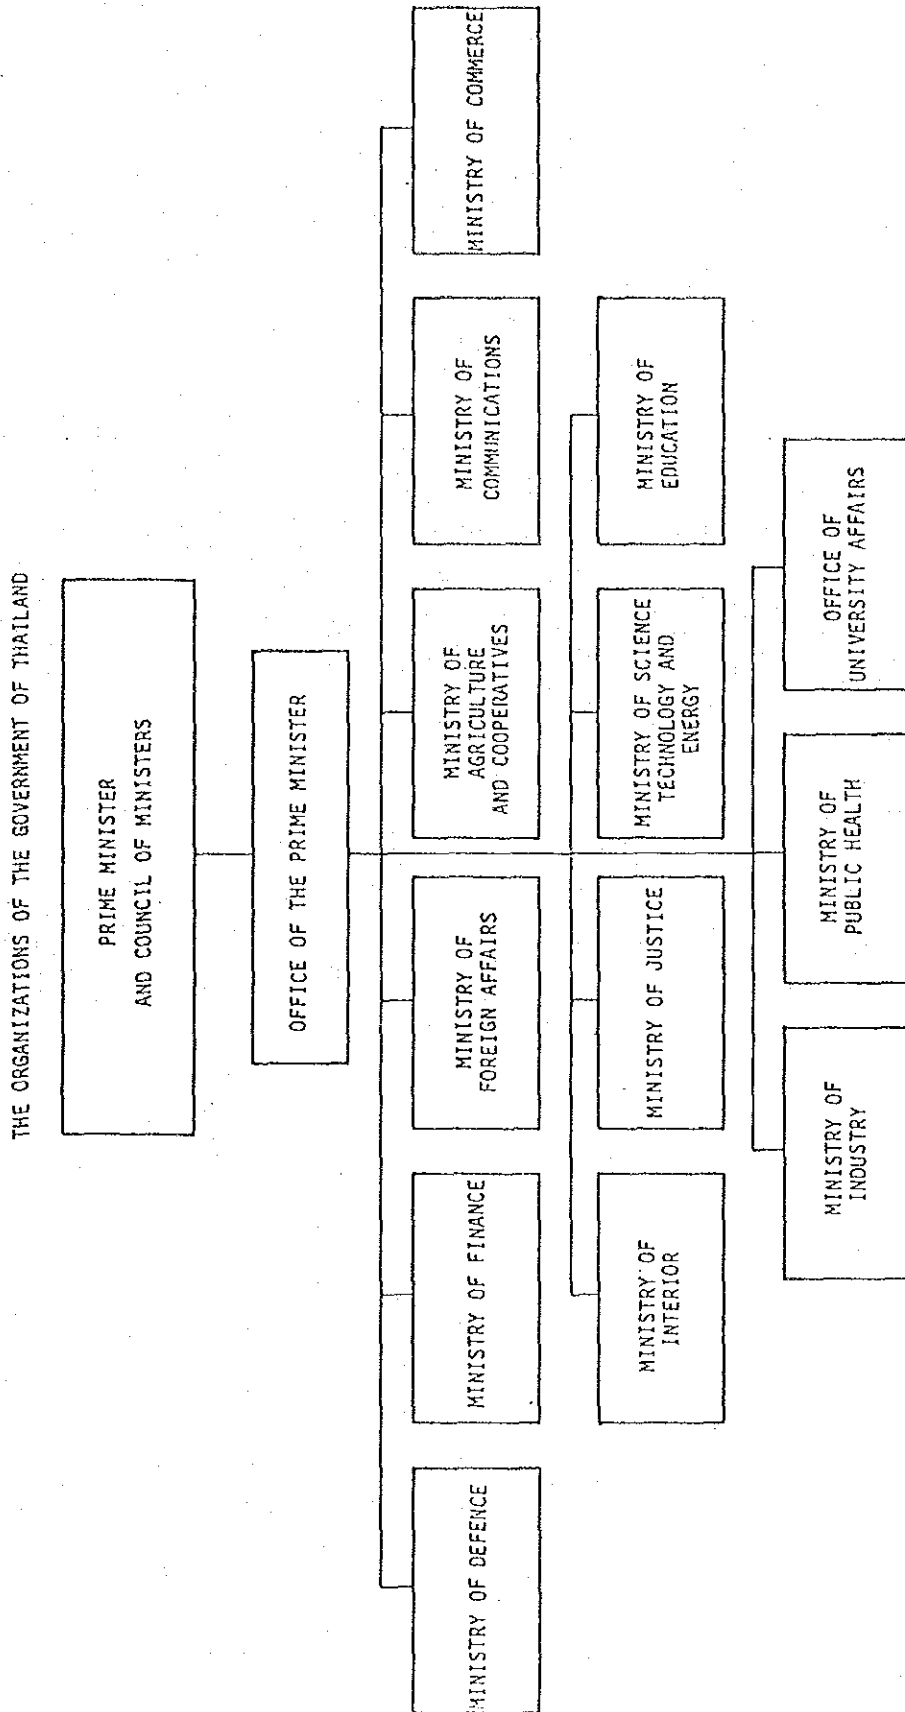 THE ORGANIZATIONS OF THE GOVERNMENT OF THAILAND
PRIME MINISTER
AND COUNCIL OF MINISTERS
OFFICE OF THE PRIME MINISTER
MINISTRY OF DEFENCE
MINISTRY OF FINANCE
MINISTRY OF
FOREIGN AFFAIRS
MINISTRY OF
AGRICULTURE
AND COOPERATIVES
MINISTRY OF
COMMUNICATIONS
MINISTRY OF COMMERCE
MINISTRY OF
INTERIOR
MINISTRY OF JUSTICE
MINISTRY OF SCIENCE
TECHNOLOGY AND
ENERGY
MINISTRY OF
EDUCATION
MINISTRY OF
INDUSTRY
MINISTRY OF
PUBLIC HEALTH
OFFICE OF
UNIVERSITY AFFAIRS